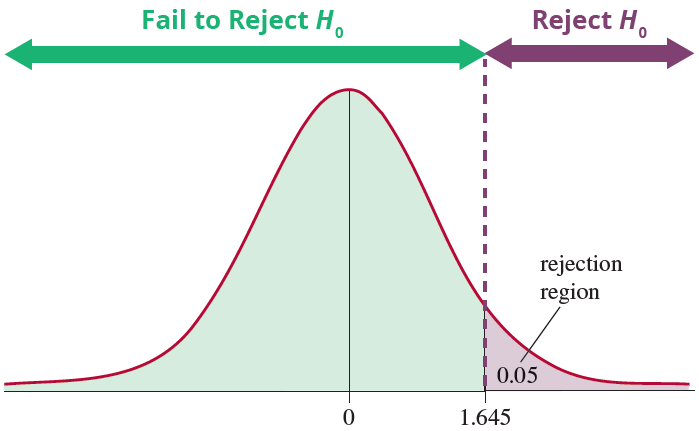 Fail to Reject H₀
Reject H₀
rejection
region
0.05
0
1.645